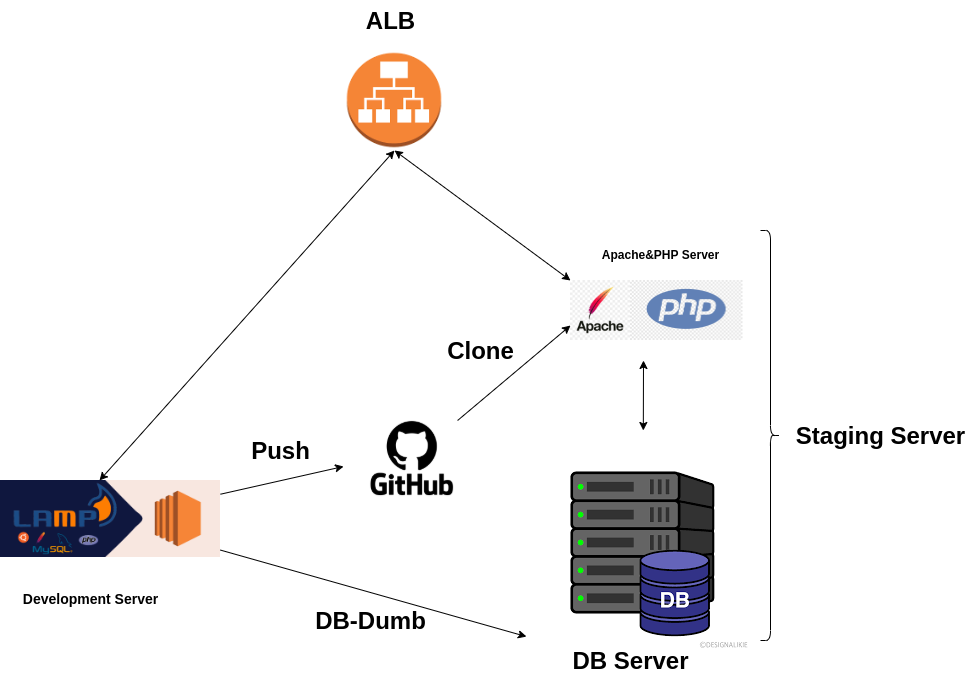 ALB
Apache&PHP Server
Apache
php
Clone
Push
GitHub
Staging Server
LAMP
MySQL
php
DB
Development Server
DB-Dumb
©DESIGNALIKIE
DB Server